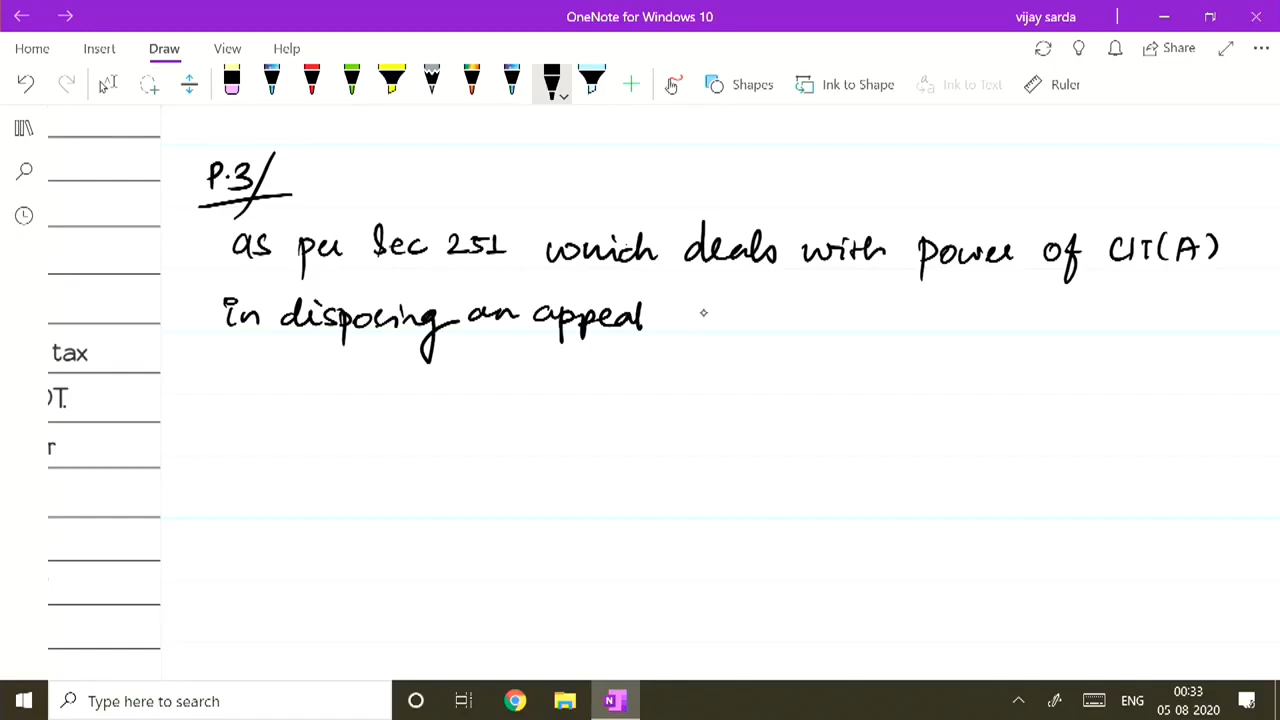 OneNote for Windows 10
vijay sarda
Home Insert Draw View Help
Share
Shapes Ink to Shape Ink to Text Ruler
P.3/
as per Sec 251 which deals with power of CIT(A)
in disposing an appeal
tax
OT.
r
Type here to search
ENG
00:33
05-08-2020